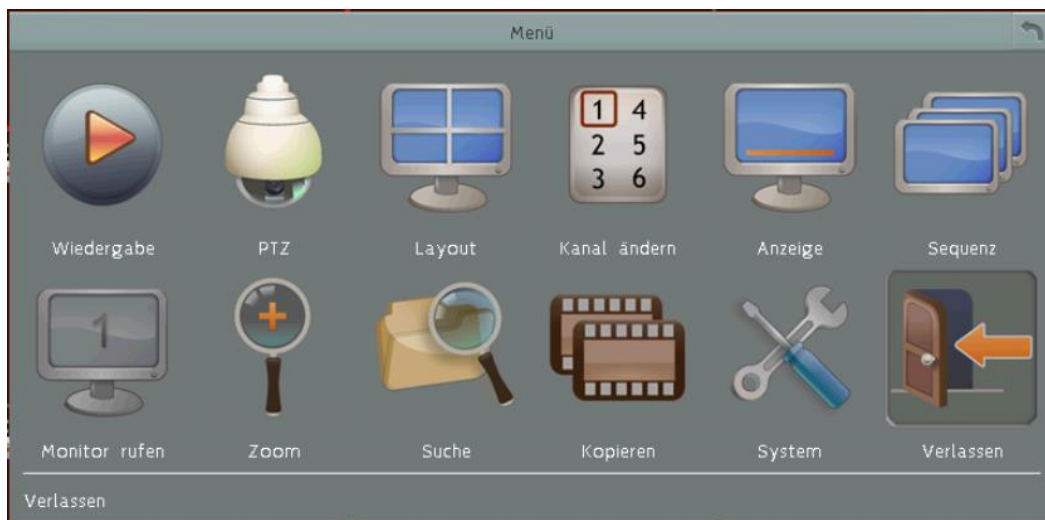 Menü
1 4
2 5
3 6
Wiedergabe PTZ Layout Kanal ändern Anzeige Sequenz
1
Monitor rufen Zoom Suche Kopieren System Verlassen
Verlassen